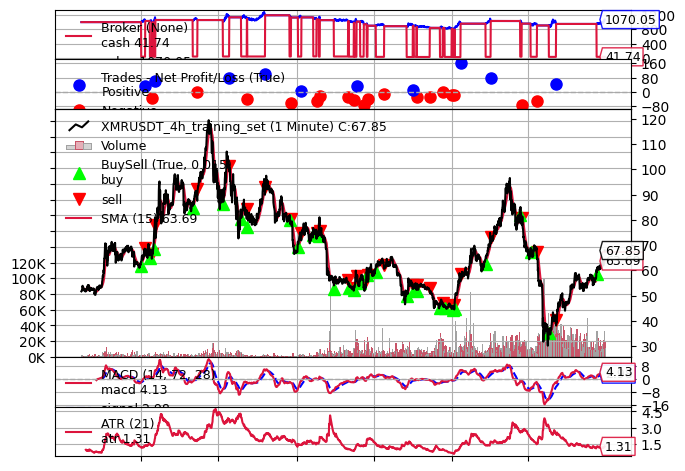 Broker (None)
cash 41.74
1070.05
800
400
41.74
Trades - Net Profit/Loss (True)
Positive
Negative
160
80
0
−80
XMRUSDT_4h_training_set (1 Minute) C:67.85
Volume
BuySell (True, 0.015)
buy
sell
SMA (15) 63.69
120
110
100
90
80
70
67.85
63.69
60
50
40
30
120K
100K
80K
60K
40K
20K
0K
MACD (14, 72, 28)
macd 4.13
8
4.13
0
−8
−16
ATR (21)
atr 1.31
4.5
3.0
1.5
1.31